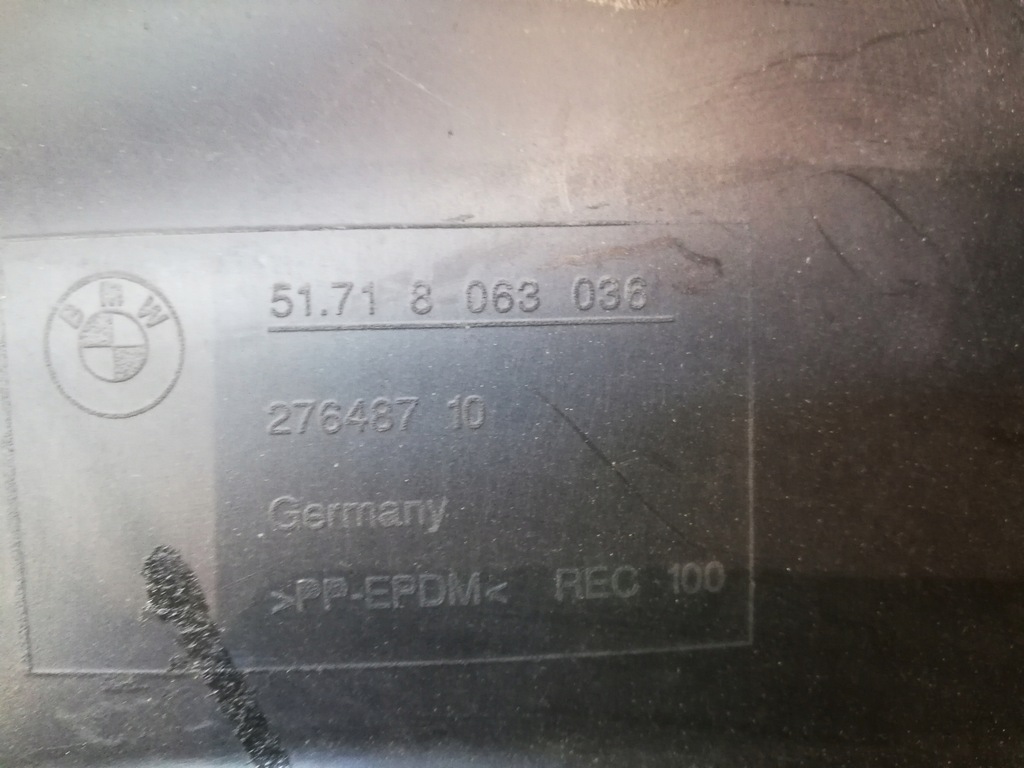 BMW
51.71 8 063 036
276487 10
Germany
>PP-EPDM< REC 100